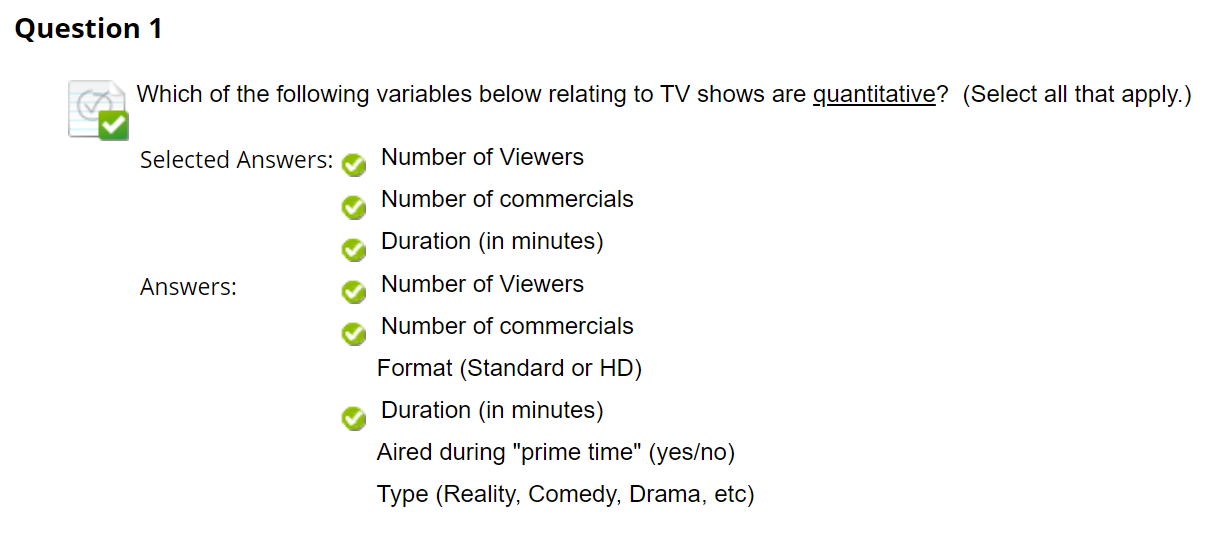 Question 1
Which of the following variables below relating to TV shows are quantitative? (Select all that apply.)
Selected Answers: Number of Viewers
Number of commercials
Duration (in minutes)
Answers: Number of Viewers
Number of commercials
Format (Standard or HD)
Duration (in minutes)
Aired during "prime time" (yes/no)
Type (Reality, Comedy, Drama, etc)